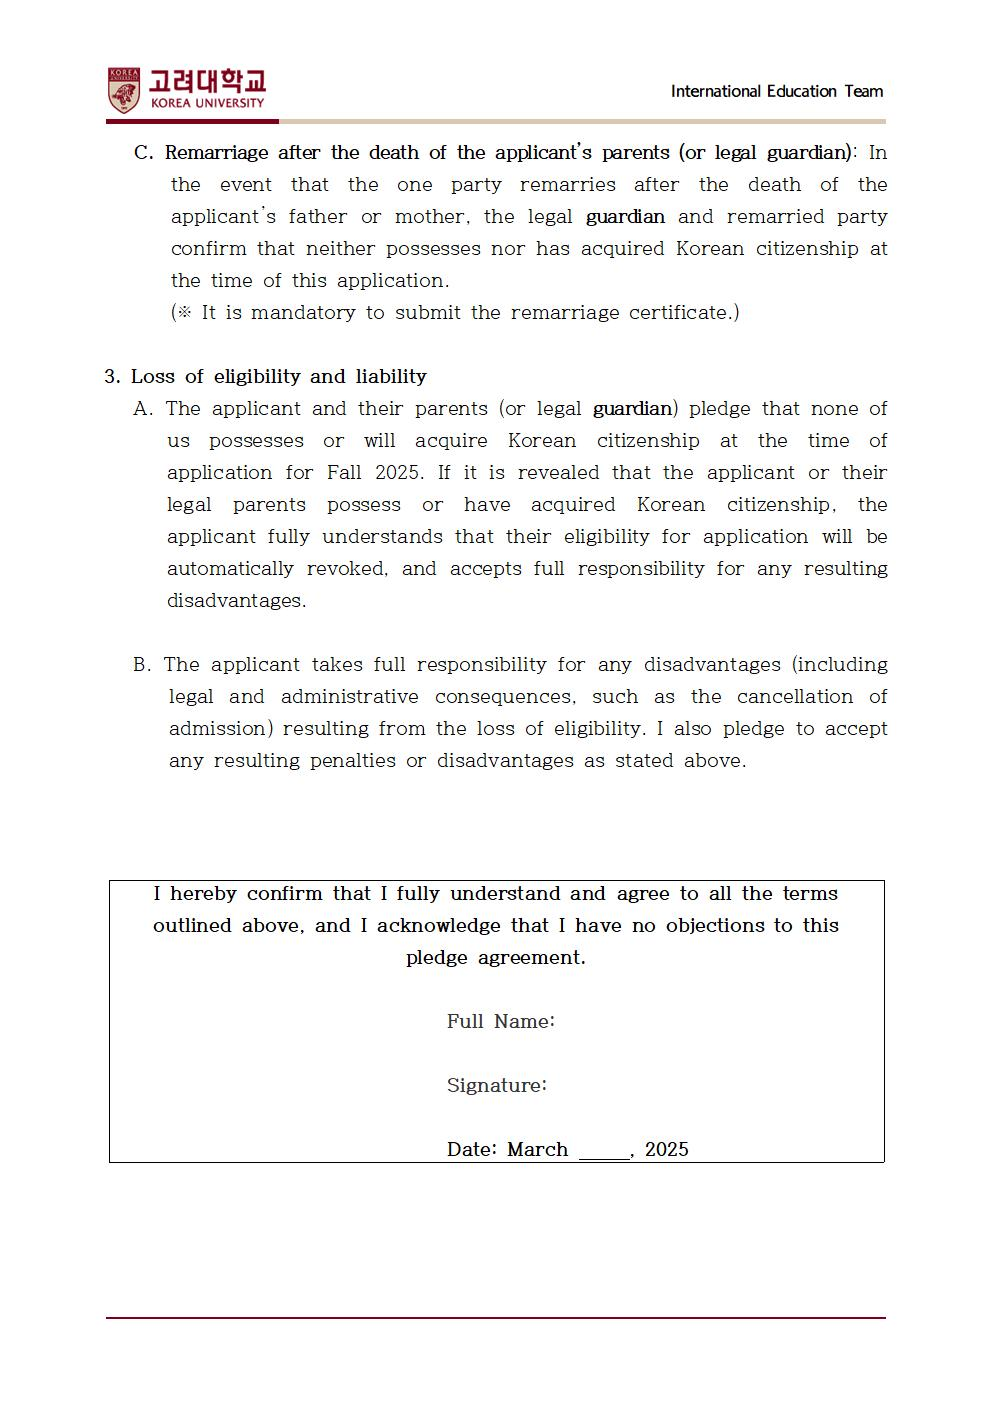 KOREA
UNIVERSITY
고려대학교
KOREA UNIVERSITY
International Education Team
C. Remarriage after the death of the applicant's parents (or legal guardian): In
the event that the one party remarries after the death of the
applicant's father or mother, the legal guardian and remarried party
confirm that neither possesses nor has acquired Korean citizenship at
the time of this application.
(※ It is mandatory to submit the remarriage certificate.)
3. Loss of eligibility and liability
A. The applicant and their parents (or legal guardian) pledge that none of
us possesses or will acquire Korean citizenship at the time of
application for Fall 2025. If it is revealed that the applicant or their
legal parents possess or have acquired Korean citizenship, the
applicant fully understands that their eligibility for application will be
automatically revoked, and accepts full responsibility for any resulting
disadvantages.
B. The applicant takes full responsibility for any disadvantages (including
legal and administrative consequences, such as the cancellation of
admission) resulting from the loss of eligibility. I also pledge to accept
any resulting penalties or disadvantages as stated above.
I hereby confirm that I fully understand and agree to all the terms
outlined above, and I acknowledge that I have no objections to this
pledge agreement.
Full Name:
Signature:
Date: March _____, 2025